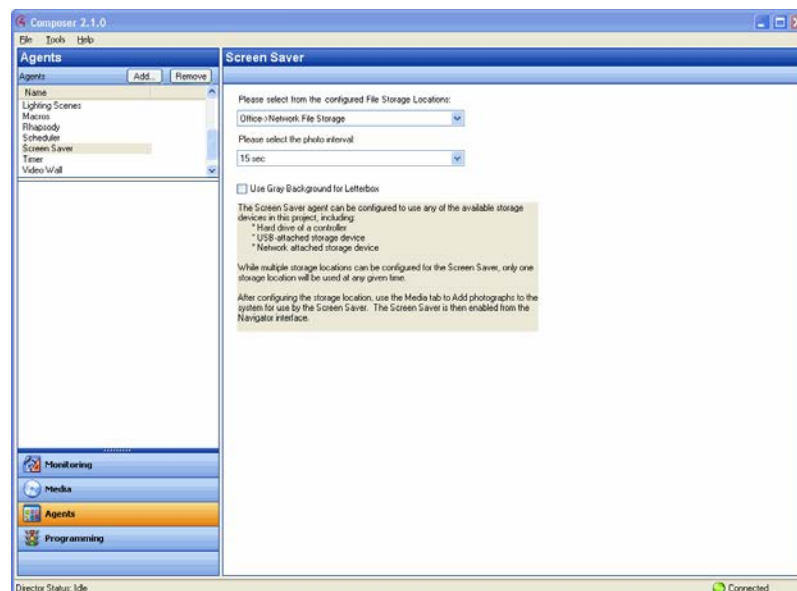 Composer 2.1.0
File Tools Help
Agents
Agents Add... Remove
Name
Lighting Scenes
Macros
Rhapsody
Scheduler
Screen Saver
Timer
Video Wall
Monitoring
Media
Agents
Programming
Screen Saver
Please select from the configured File Storage Locations:
Office->Network File Storage
Please select the photo interval:
15 sec
Use Gray Background for Letterbox
The Screen Saver agent can be configured to use any of the available storage
devices in this project, including:
* Hard drive of a controller
* USB-attached storage device
* Network attached storage device
While multiple storage locations can be configured for the Screen Saver, only one
storage location will be used at any given time.
After configuring the storage location, use the Media tab to Add photographs to the
system for use by the Screen Saver. The Screen Saver is then enabled from the
Navigator interface.
Director Status: Idle
Connected